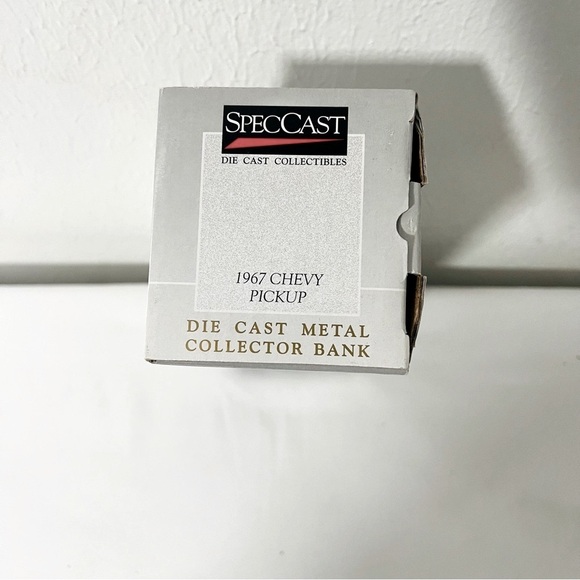 SPECCAST
DIE CAST COLLECTIBLES
1967 CHEVY
PICKUP
DIE CAST METAL
COLLECTOR BANK